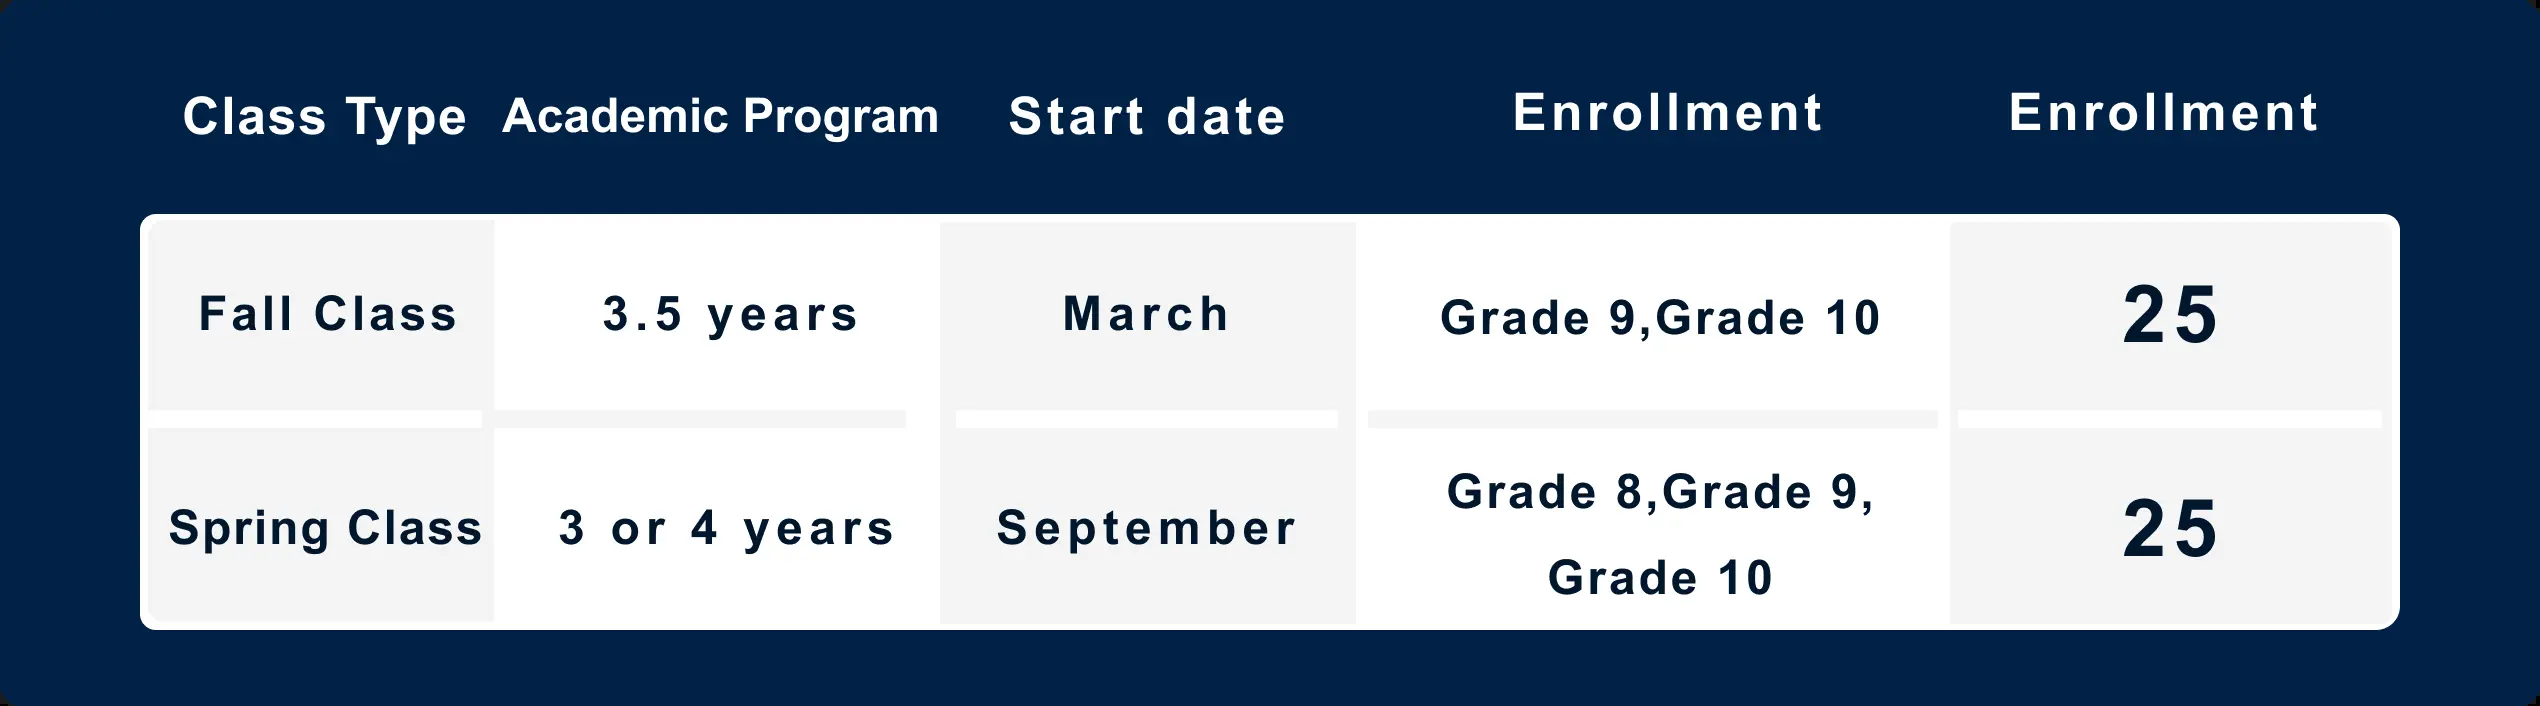 Class Type Academic Program Start date Enrollment Enrollment
Fall Class 3.5 years March Grade 9,Grade 10 25
Spring Class 3 or 4 years September Grade 8,Grade 9,
Grade 10 25